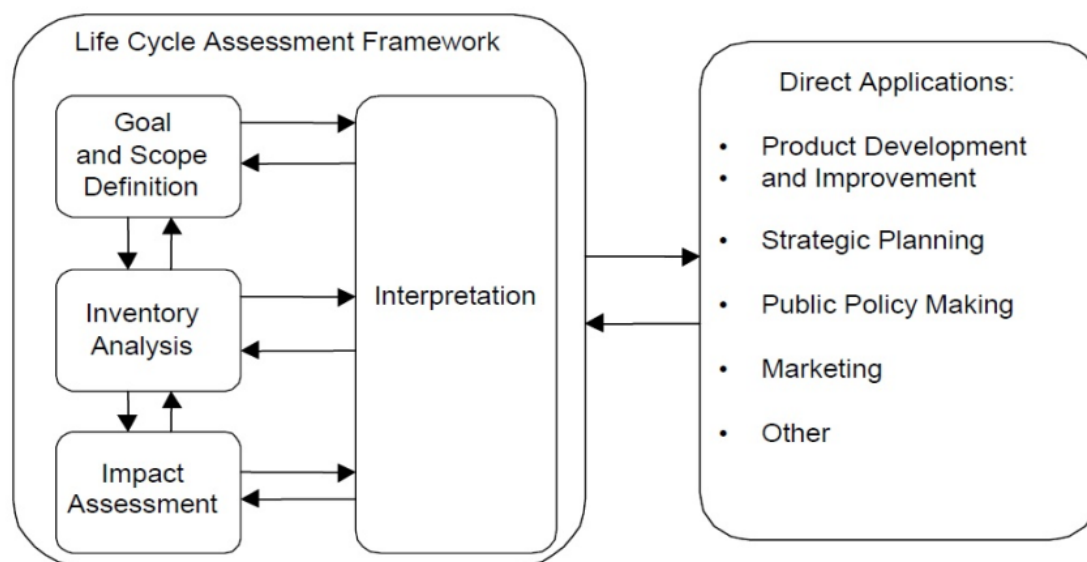 Life Cycle Assessment Framework
Goal
and Scope
Definition
Inventory
Analysis
Impact
Assessment
Interpretation
Direct Applications:
• Product Development
• and Improvement
• Strategic Planning
• Public Policy Making
• Marketing
• Other